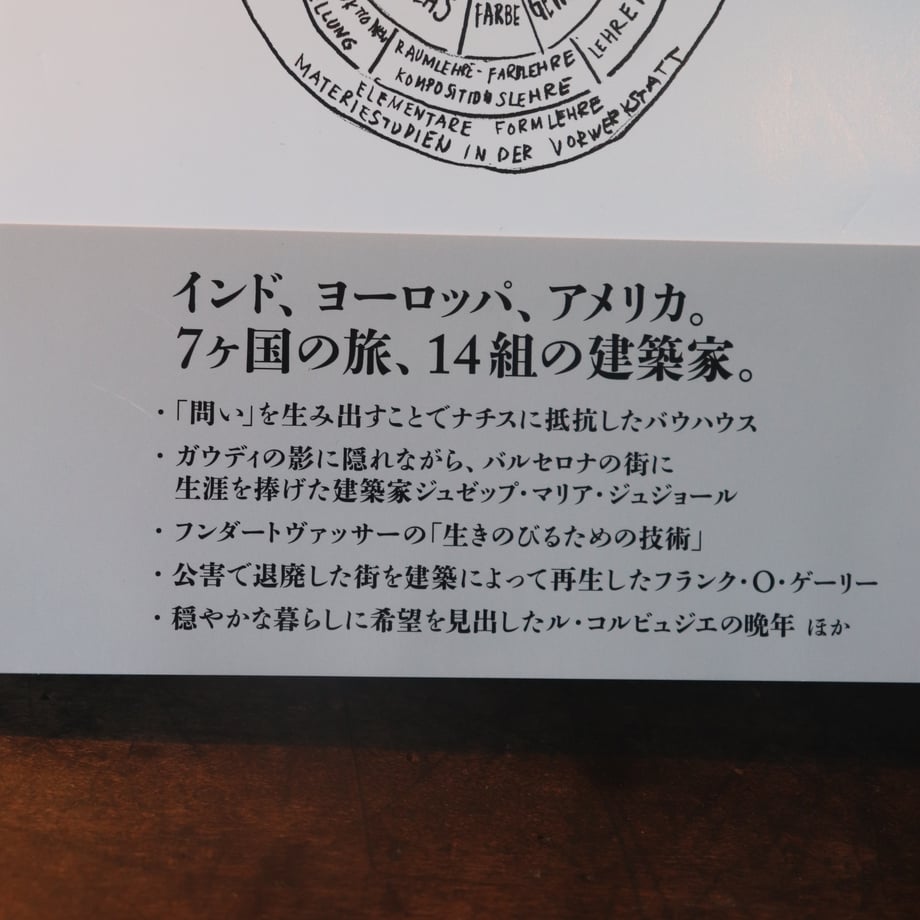 GLAS
FARBE
LEHRE
RAUMLEHRE - FARBLEHRE
KOMPOSITIONSLEHRE
ELEMENTARE FORMLEHRE
MATERIESTUDIEN IN DER VORWERKSTATT
インド、ヨーロッパ、アメリカ。
7ヶ国の旅、14組の建築家。
・「問い」を生み出すことでナチスに抵抗したバウハウス
・ガウディの影に隠れながら、バルセロナの街に
生涯を捧げた建築家ジュゼップ・マリア・ジュジョール
・フンダートヴァッサーの「生きのびるための技術」
・公害で退廃した街を建築によって再生したフランク・O・ゲーリー
・穏やかな暮らしに希望を見出したル・コルビュジエの晩年 ほか